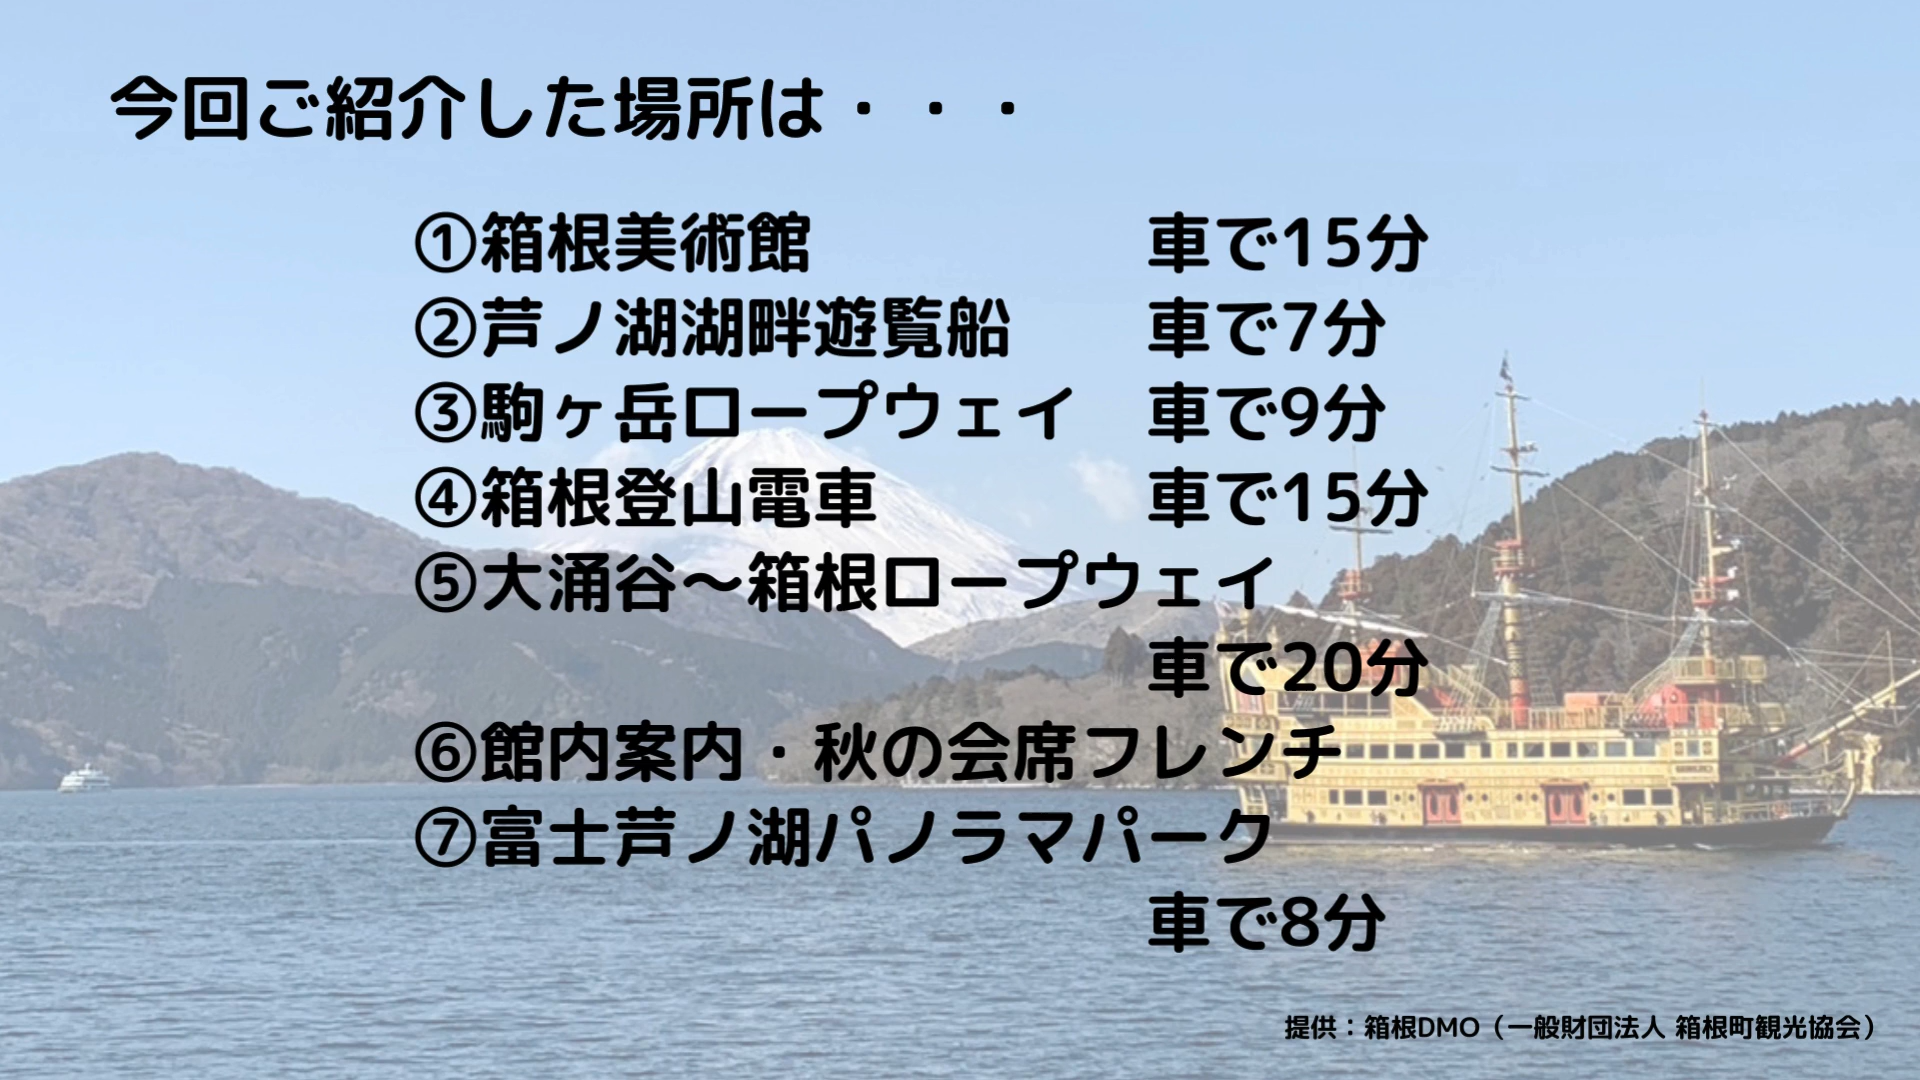 今回ご紹介した場所は・・・
①箱根美術館 車で15分
②芦ノ湖湖畔遊覧船 車で7分
③駒ヶ岳ロープウェイ 車で9分
④箱根登山電車 車で15分
⑤大涌谷～箱根ロープウェイ
車で20分
⑥館内案内・秋の会席フレンチ
⑦富士芦ノ湖パノラマパーク
車で8分
提供：箱根DMO（一般財団法人 箱根町観光協会）